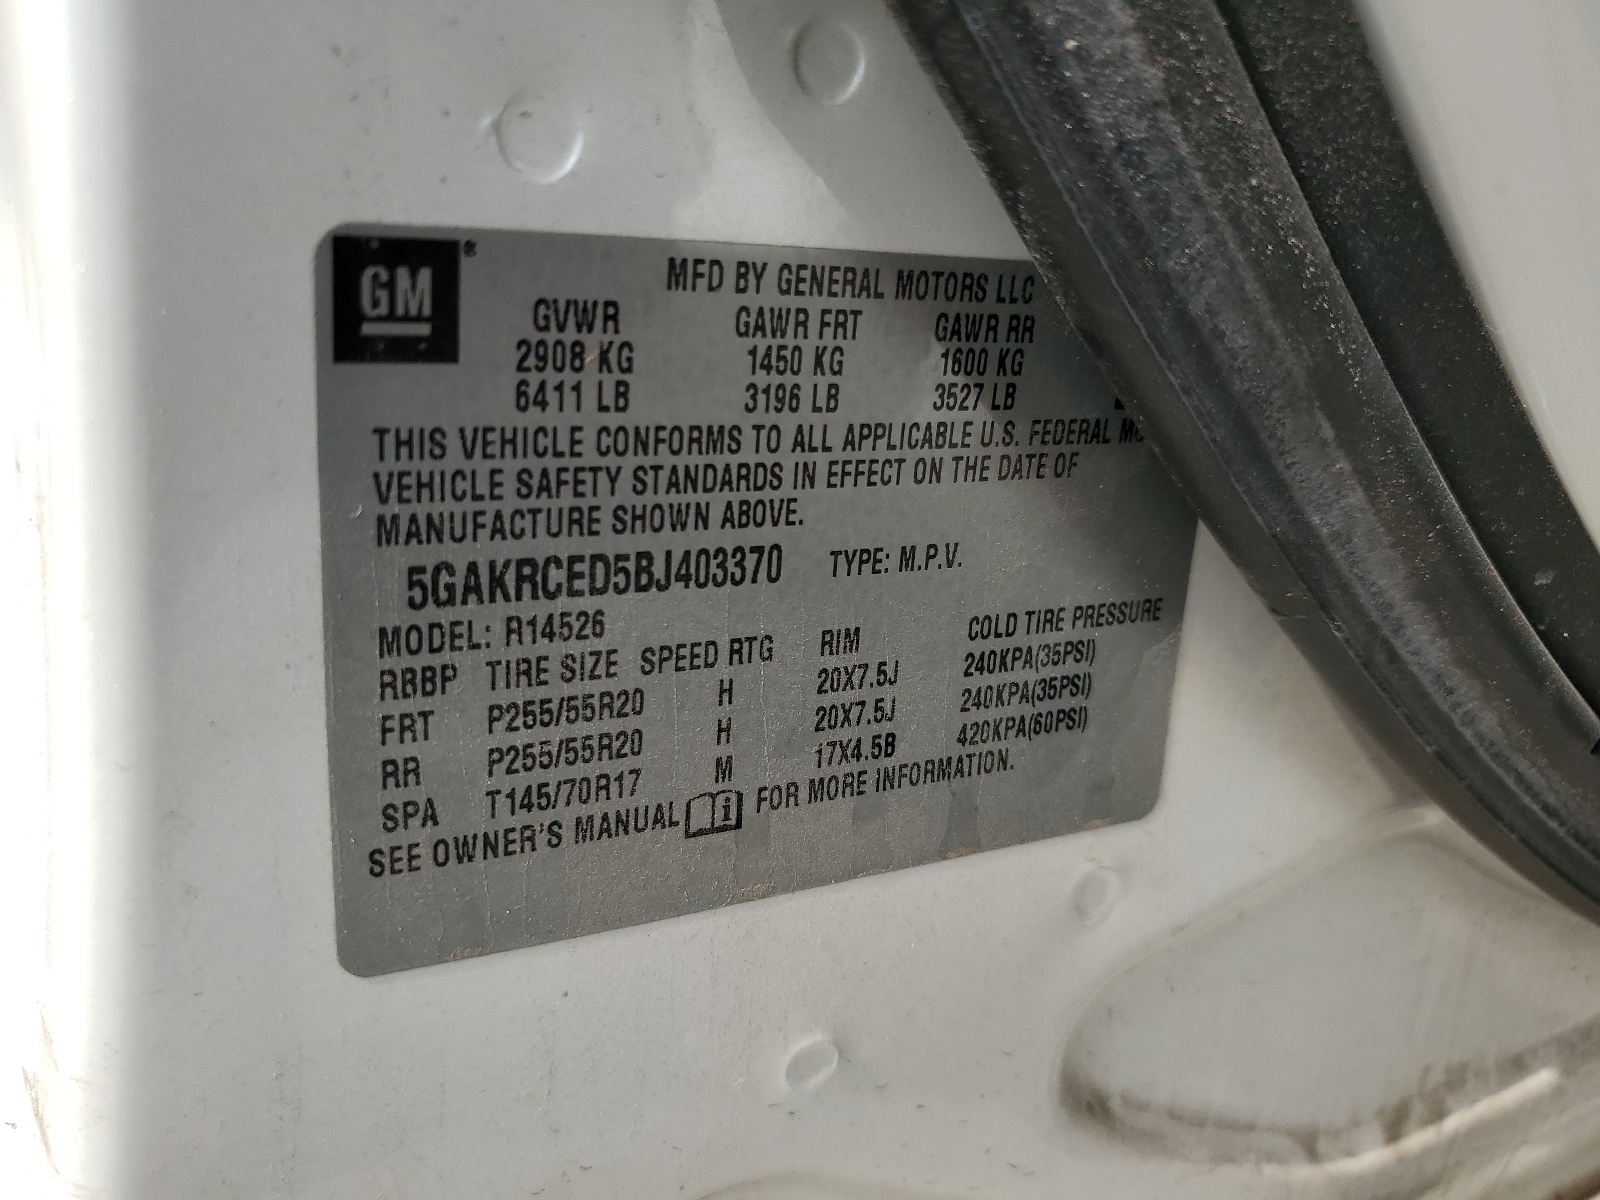 GM ®
MFD BY GENERAL MOTORS LLC
GVWR GAWR FRT GAWR RR
2908 KG 1450 KG 1600 KG
6411 LB 3196 LB 3527 LB
THIS VEHICLE CONFORMS TO ALL APPLICABLE U.S. FEDERAL
VEHICLE SAFETY STANDARDS IN EFFECT ON THE DATE OF
MANUFACTURE SHOWN ABOVE.
5GAKRCED5BJ403370 TYPE: M.P.V.
MODEL: R14526
RBBP TIRE SIZE SPEED RTG RIM COLD TIRE PRESSURE
FRT P255/55R20 H 20X7.5J 240KPA(35PSI)
RR P255/55R20 H 20X7.5J 240KPA(35PSI)
SPA T145/70R17 M 17X4.5B 420KPA(60PSI)
SEE OWNER'S MANUAL i FOR MORE INFORMATION.